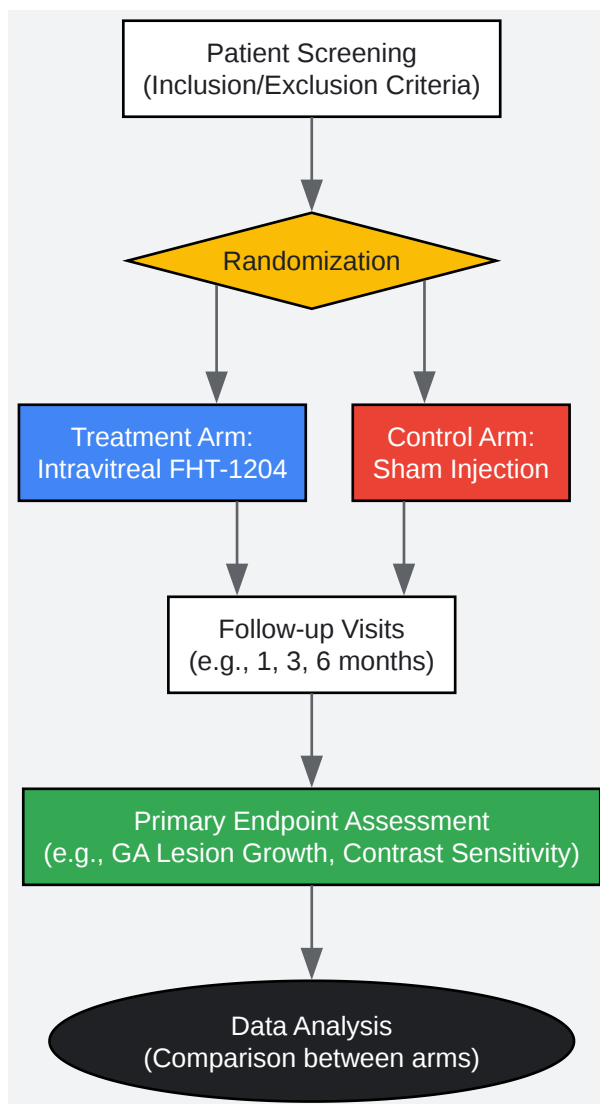 Patient Screening
(Inclusion/Exclusion Criteria)
Randomization
Treatment Arm:
Intravitreal FHT-1204
Control Arm:
Sham Injection
Follow-up Visits
(e.g., 1, 3, 6 months)
Primary Endpoint Assessment
(e.g., GA Lesion Growth, Contrast Sensitivity)
Data Analysis
(Comparison between arms)